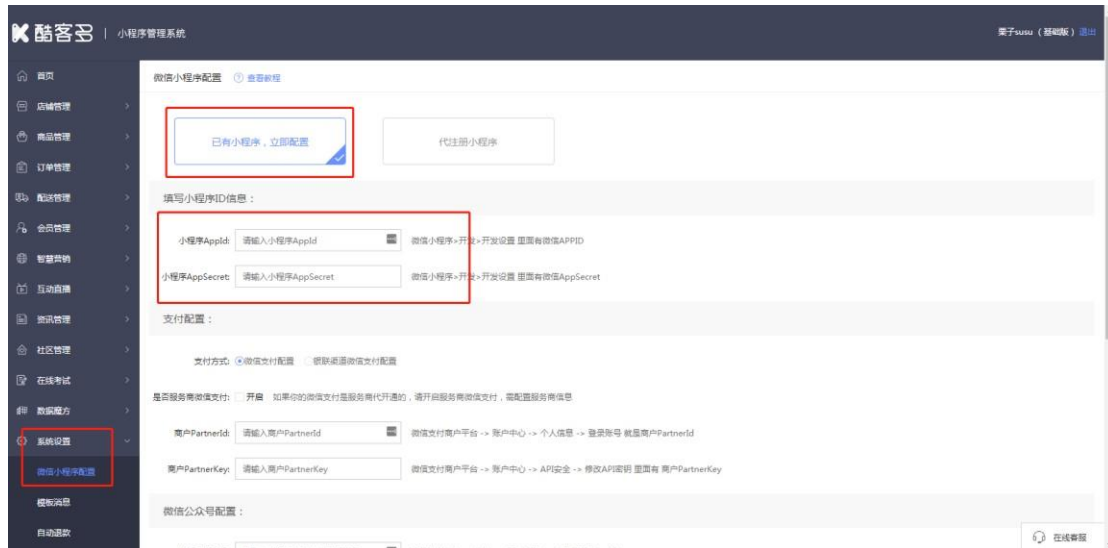 酷客多 | 小程序管理系统
栗子susu（基础版）退出
首页
店铺管理
商品管理
订单管理
配送管理
会员管理
智慧营销
互动直播
资讯管理
社区管理
在线考试
数据魔方
系统设置
微信小程序配置
模板消息
自动退款
微信小程序配置 查看教程
已有小程序，立即配置 代注册小程序
填写小程序ID信息：
小程序AppId: 请输入小程序AppId 微信小程序>开发>开发设置 里面有微信APPID
小程序AppSecret: 请输入小程序AppSecret 微信小程序>开发>开发设置 里面有微信AppSecret
支付配置：
支付方式: 微信支付配置 银联渠道微信支付配置
是否服务商微信支付: 开启 如果你的微信支付是服务商代开通的，请开启服务商微信支付，需配置服务商信息
商户PartnerId: 请输入商户PartnerId 微信支付商户平台 -> 账户中心 -> 个人信息 -> 登录账号 就是商户PartnerId
商户PartnerKey: 请输入商户PartnerKey 微信支付商户平台 -> 账户中心 -> API安全 -> 修改API密钥 里面有 商户PartnerKey
微信公众号配置：
在线客服